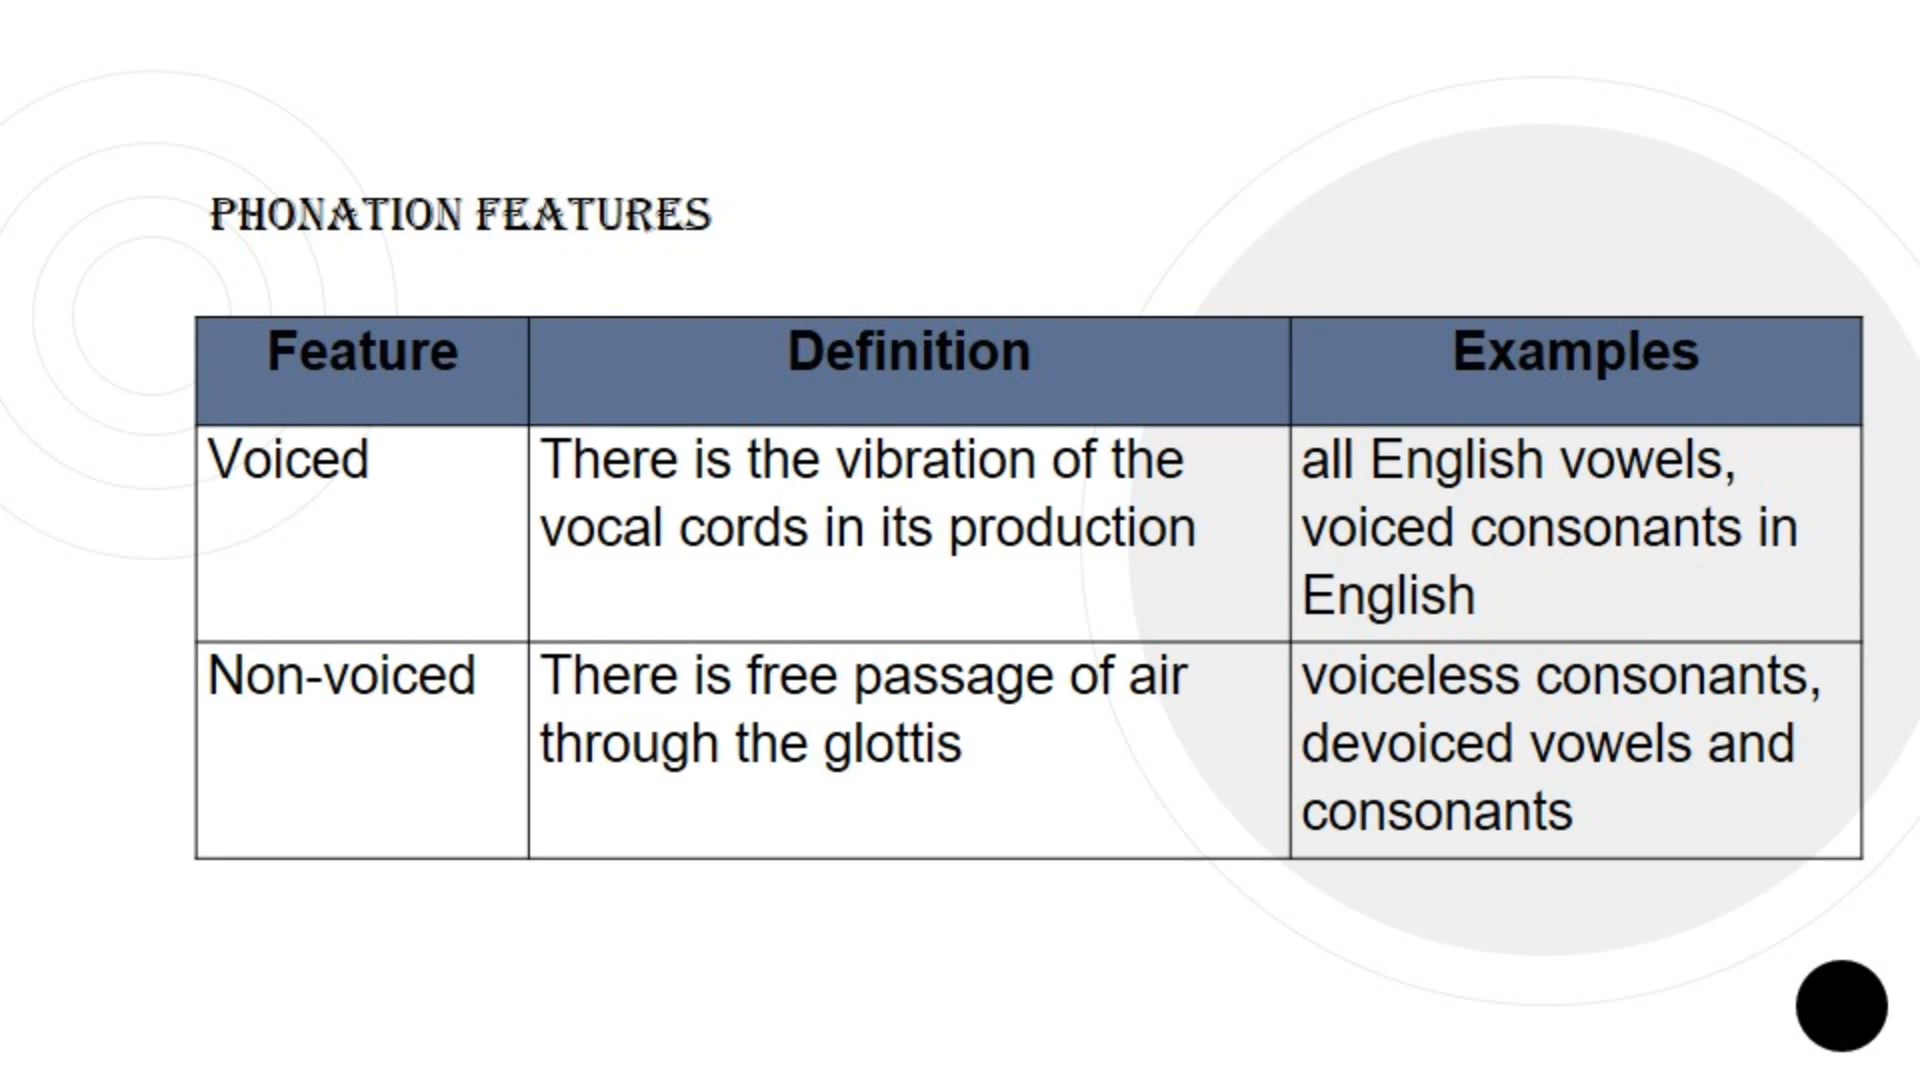 PHONATION FEATURES
Feature Definition Examples
Voiced
There is the vibration of the
vocal cords in its production
all English vowels,
voiced consonants in
English
Non-voiced
There is free passage of air
through the glottis
voiceless consonants,
devoiced vowels and
consonants